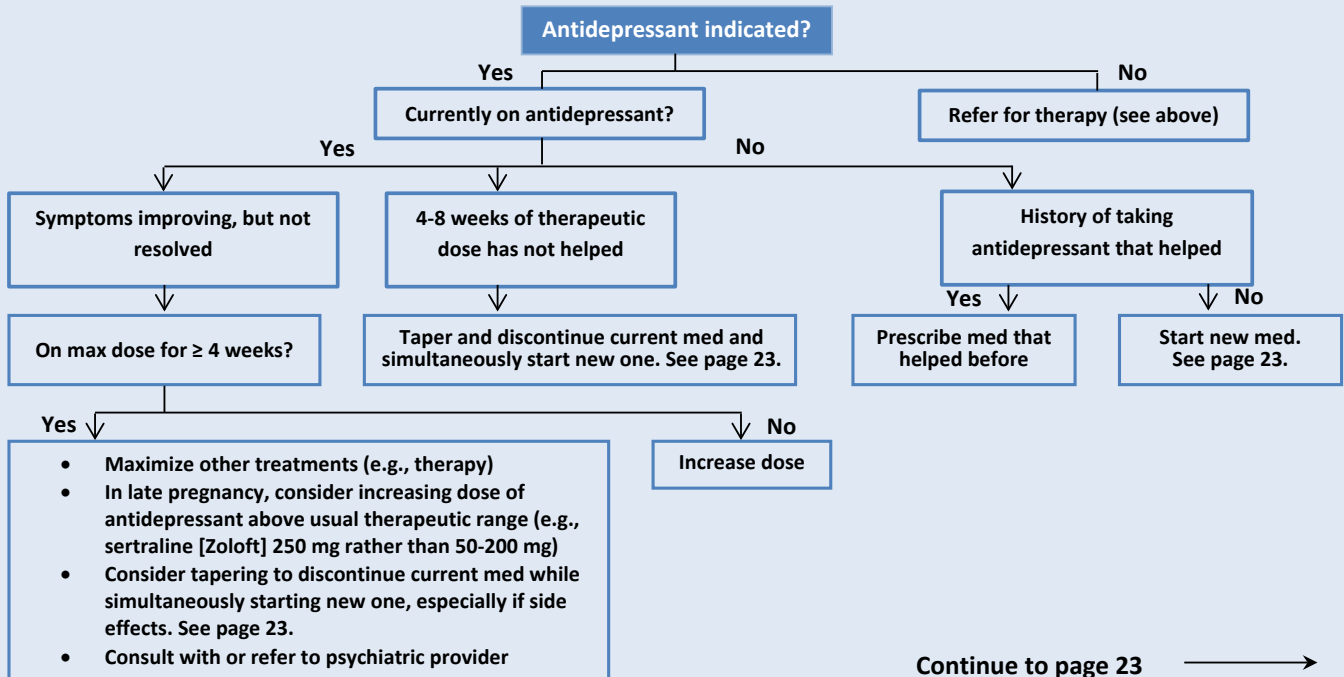 Antidepressant indicated?
Yes
No
Currently on antidepressant?
Refer for therapy (see above)
Yes
No
Symptoms improving, but not
resolved
4-8 weeks of therapeutic
dose has not helped
History of taking
antidepressant that helped
Yes
No
On max dose for ≥ 4 weeks?
Taper and discontinue current med and
simultaneously start new one. See page 23.
Prescribe med that
helped before
Start new med.
See page 23.
Yes
No
• Maximize other treatments (e.g., therapy)
• In late pregnancy, consider increasing dose of
antidepressant above usual therapeutic range (e.g.,
sertraline [Zoloft] 250 mg rather than 50-200 mg)
• Consider tapering to discontinue current med while
simultaneously starting new one, especially if side
effects. See page 23.
• Consult with or refer to psychiatric provider
Increase dose
Continue to page 23